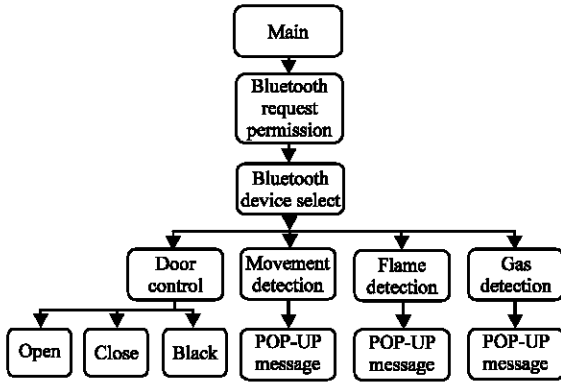 Main
Bluetooth
request
permission
Bluetooth
device select
Door
control
Movement
detection
Flame
detection
Gas
detection
Open
Close
Black
POP-UP
message
POP-UP
message
POP-UP
message